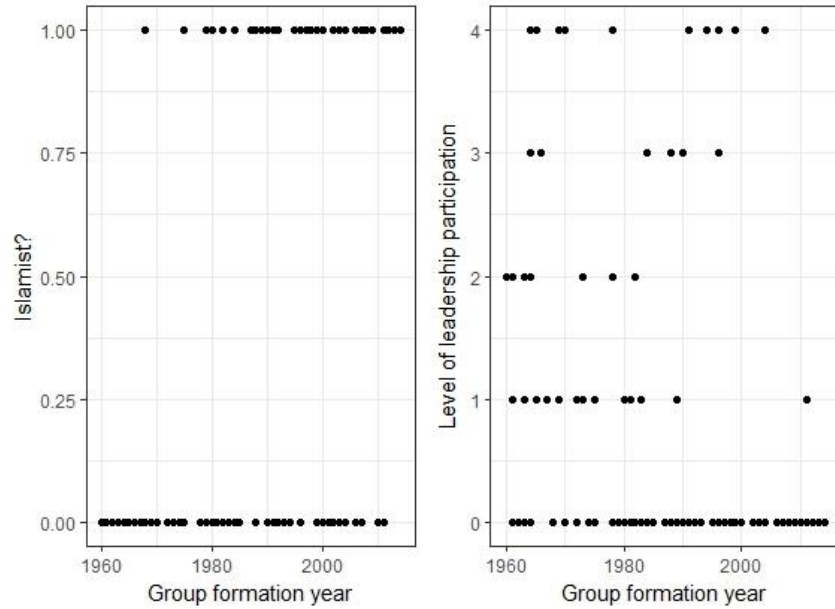 Islamist?
1.00
0.75
0.50
0.25
0.00
1960 1980 2000
Group formation year
Level of leadership participation
4
3
2
1
0
1960 1980 2000
Group formation year